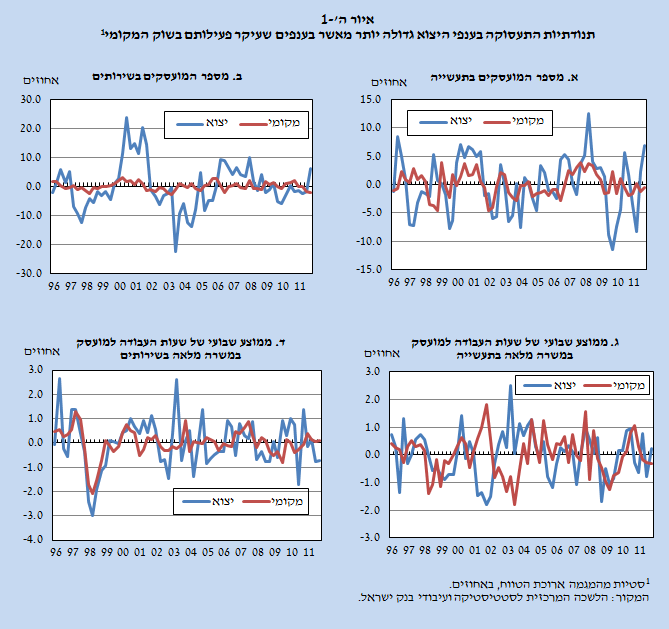 איור ה'-1
תנודתיות התעסוקה בענפי היצוא גדולה יותר מאשר בענפים שעיקר פעילותם בשוק המקומי¹
א. מספר המועסקים בתעשייה
אחוזים
יצוא
מקומי
15.0
10.0
5.0
0.0
-5.0
-10.0
-15.0
96 97 98 99 00 01 02 03 04 05 06 07 08 09 10 11
ב. מספר המועסקים בשירותים
אחוזים
יצוא
מקומי
30.0
20.0
10.0
0.0
-10.0
-20.0
-30.0
96 97 98 99 00 01 02 03 04 05 06 07 08 09 10 11
ג. ממוצע שבועי של שעות העבודה למועסק
במשרה מלאה בתעשייה
אחוזים
יצוא
מקומי
3.0
2.0
1.0
0.0
-1.0
-2.0
-3.0
96 97 98 99 00 01 02 03 04 05 06 07 08 09 10 11
ד. ממוצע שבועי של שעות העבודה למועסק
במשרה מלאה בשירותים
אחוזים
יצוא
מקומי
3.0
2.0
1.0
0.0
-1.0
-2.0
-3.0
-4.0
96 97 98 99 00 01 02 03 04 05 06 07 08 09 10 11
¹סטיות מהמגמה ארוכת הטווח, באחוזים.
המקור: הלשכה המרכזית לסטטיסטיקה ועיבודי בנק ישראל.